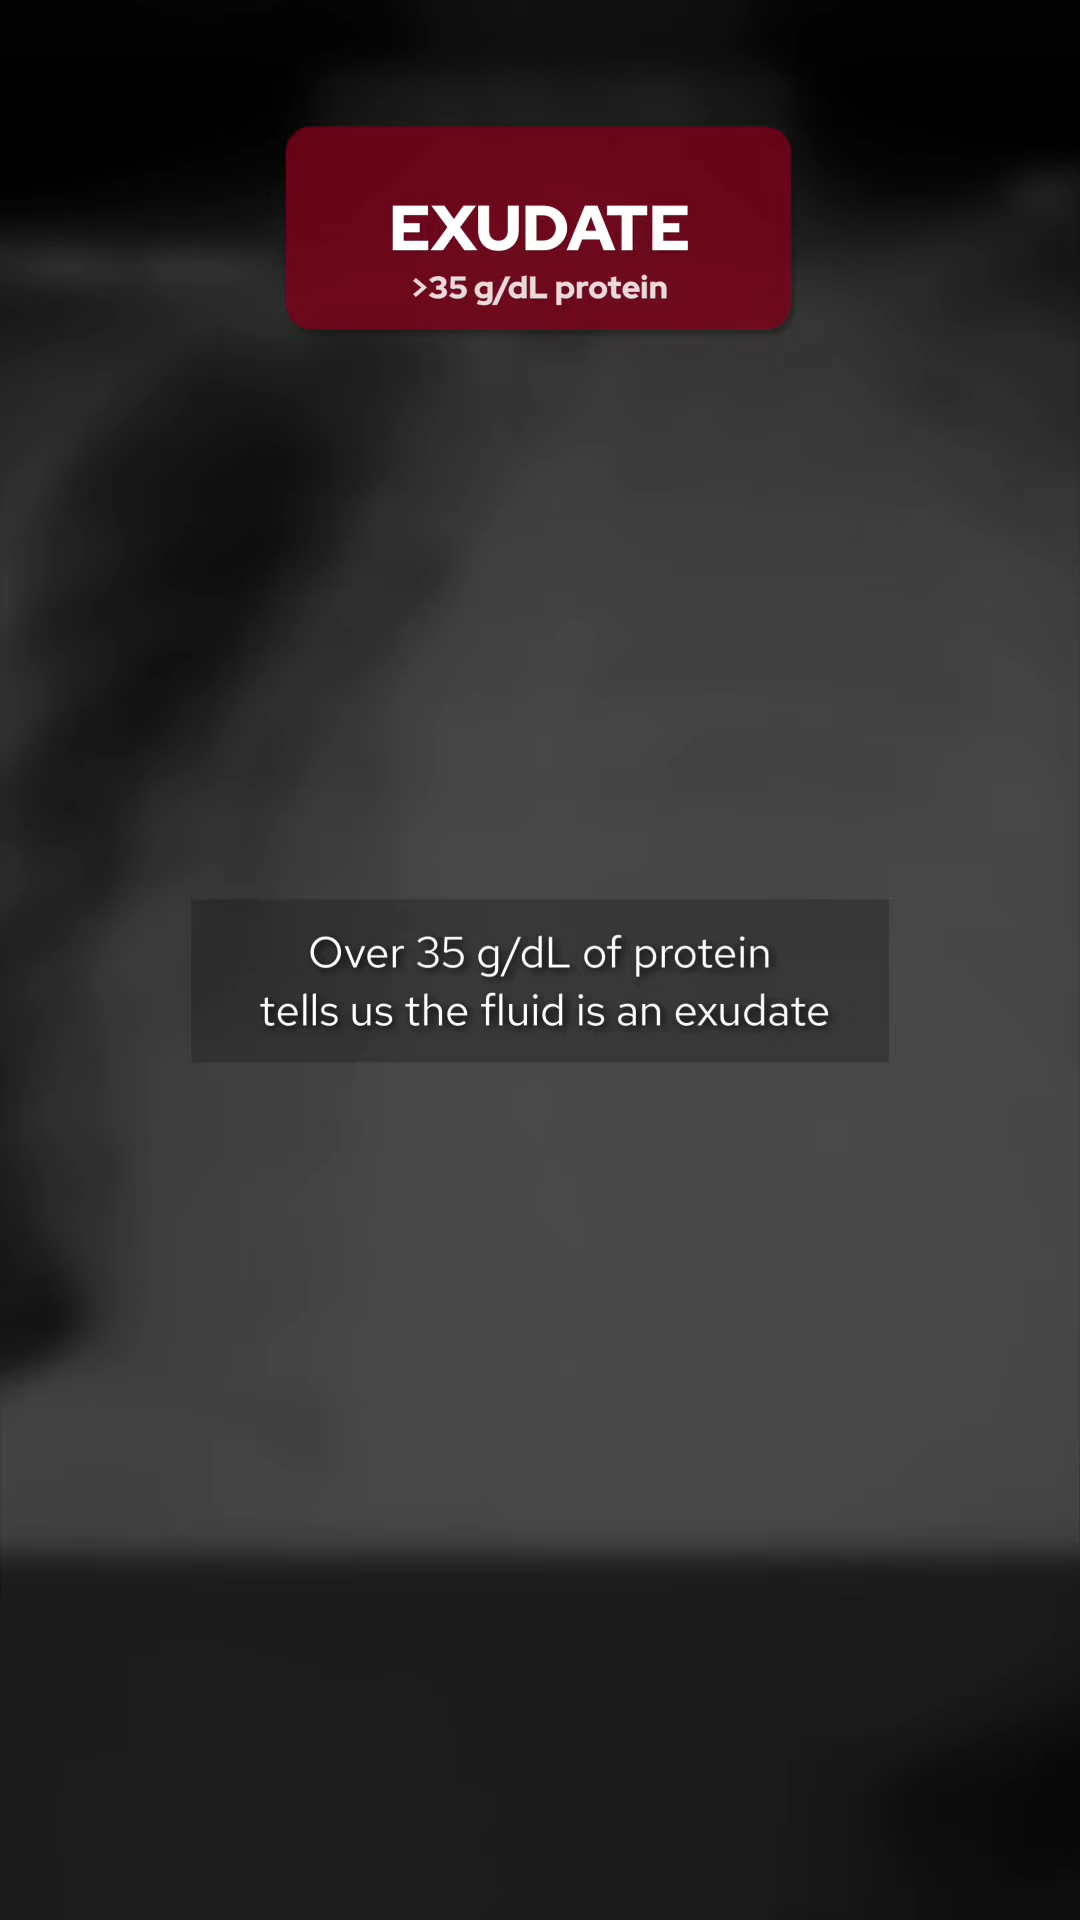 EXUDATE
>35 g/dL protein
Over 35 g/dL of protein
tells us the fluid is an exudate